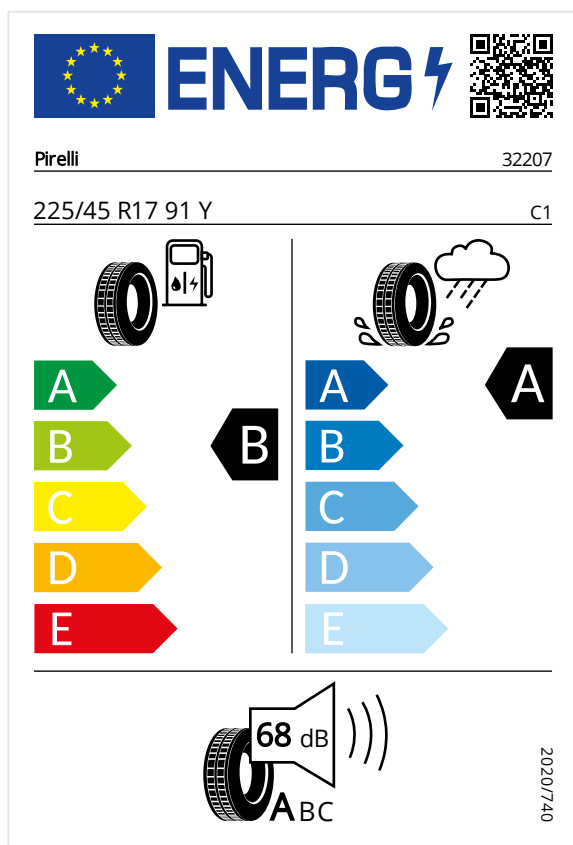 ENERG
Pirelli 32207
225/45 R17 91 Y C1
A A A
B B B
C C
D D
E E
68 dB
ABC
2020/740